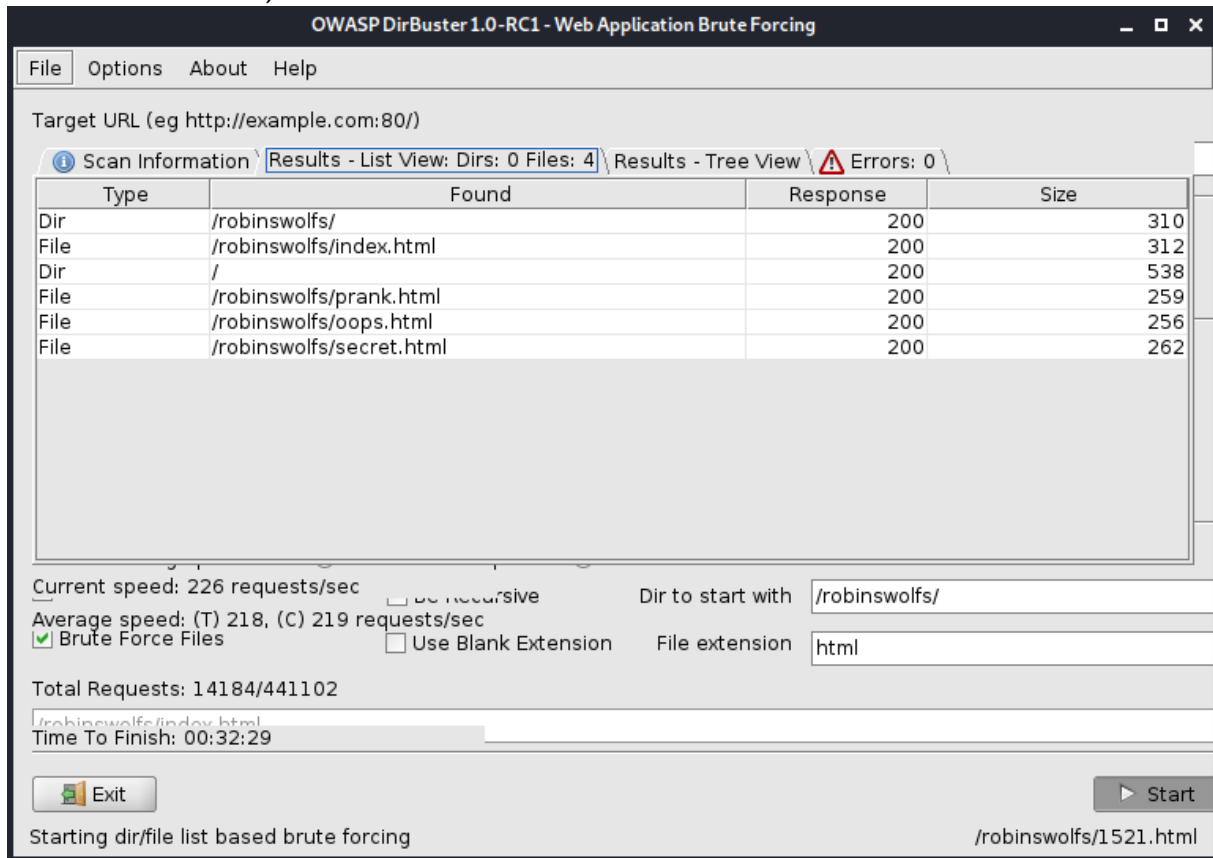 OWASP DirBuster 1.0-RC1 - Web Application Brute Forcing
File Options About Help
Target URL (eg http://example.com:80/)
Scan Information Results - List View: Dirs: 0 Files: 4 Results - Tree View Errors: 0
Type Found Response Size
Dir /robinswolfs/ 200 310
File /robinswolfs/index.html 200 312
Dir / 200 538
File /robinswolfs/prank.html 200 259
File /robinswolfs/oops.html 200 256
File /robinswolfs/secret.html 200 262
Current speed: 226 requests/sec
Be Recursive Dir to start with /robinswolfs/
Average speed: (T) 218, (C) 219 requests/sec
Brute Force Files Use Blank Extension File extension html
Total Requests: 14184/441102
/robinswolfs/index.html
Time To Finish: 00:32:29
Exit Start
Starting dir/file list based brute forcing /robinswolfs/1521.html